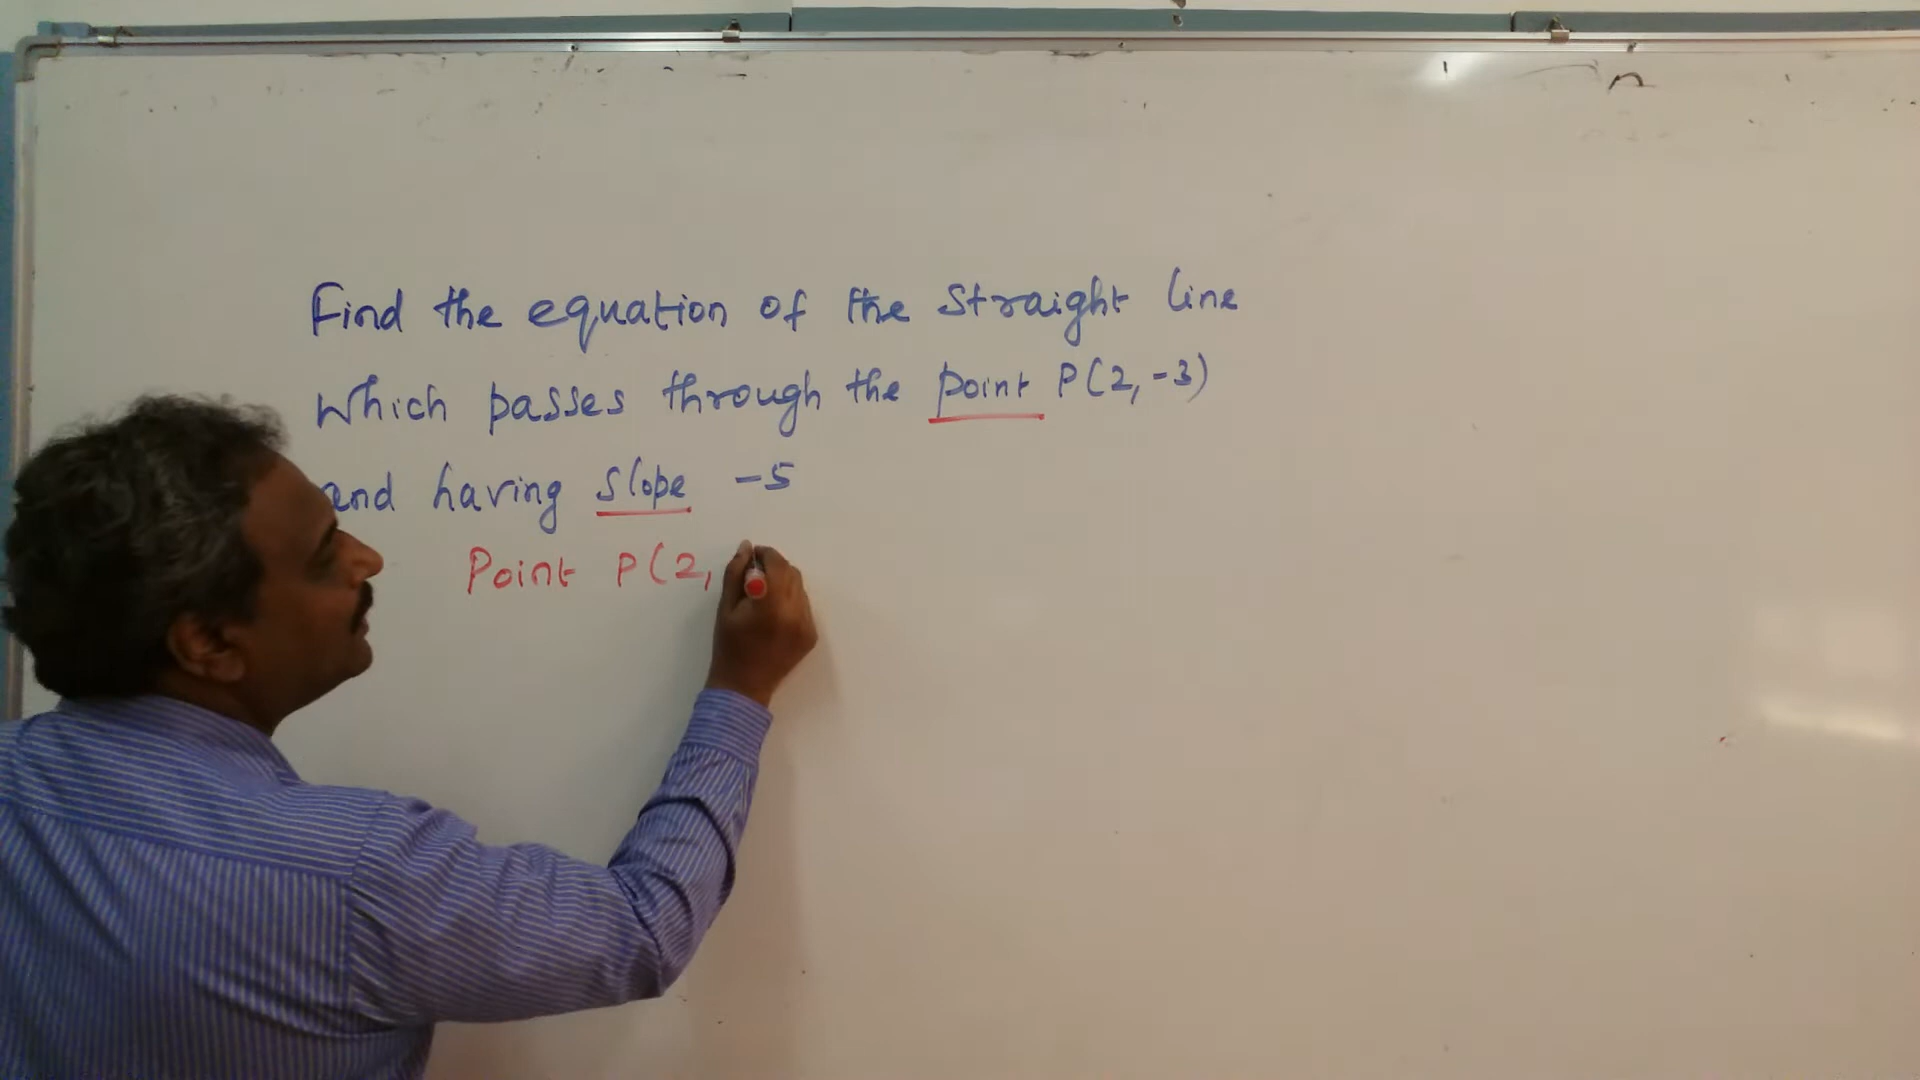 Find the equation of the straight line
Which passes through the point P(2,-3)
and having slope -5
Point P(2,